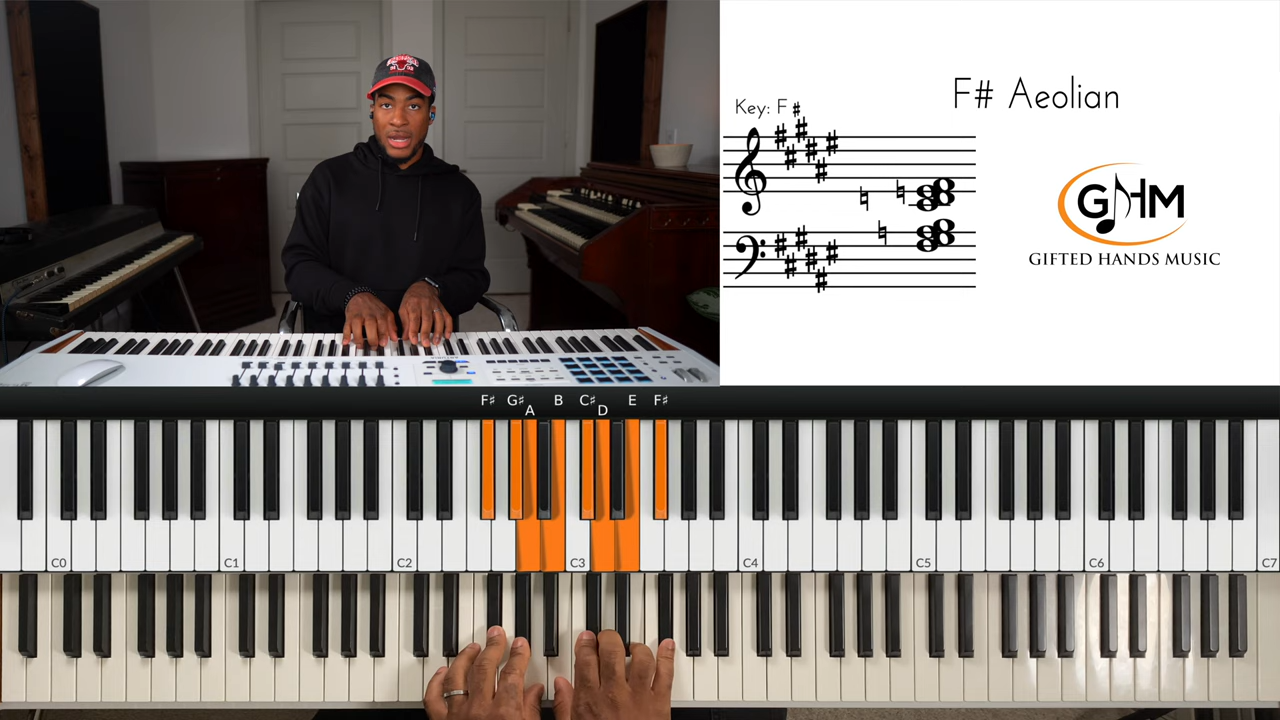 F# Aeolian
Key: F #
GHM
GIFTED HANDS MUSIC
F♯ G♯ A B C♯ D E F♯
C0 C1 C2 C3 C4 C5 C6 C7